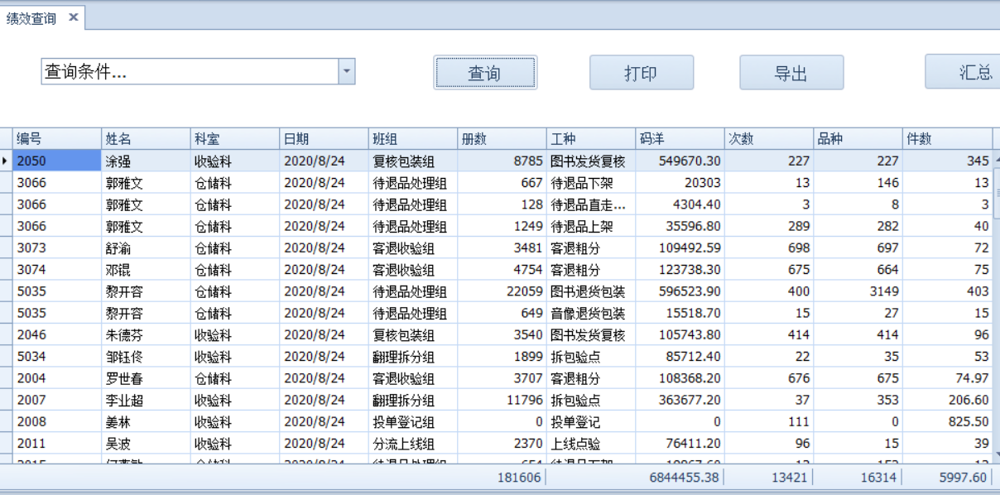 绩效查询 ×
查询条件... 查询 打印 导出 汇总
编号 姓名 科室 日期 班组 册数 工种 码洋 次数 品种 件数
2050 涂强 收验科 2020/8/24 复核包装组 8785 图书发货复核 549670.30 227 227 345
3066 郭雅文 仓储科 2020/8/24 待退品处理组 667 待退品下架 20303 13 146 13
3066 郭雅文 仓储科 2020/8/24 待退品处理组 128 待退品直走... 4304.40 3 8 3
3066 郭雅文 仓储科 2020/8/24 待退品处理组 1249 待退品上架 35596.80 289 282 40
3073 舒渝 仓储科 2020/8/24 客退收验组 3481 客退粗分 109492.59 698 697 72
3074 邓锟 仓储科 2020/8/24 客退收验组 4754 客退粗分 123738.30 675 664 75
5035 黎开容 仓储科 2020/8/24 待退品处理组 22059 图书退货包装 596523.90 400 3149 403
5035 黎开容 仓储科 2020/8/24 待退品处理组 649 音像退货包装 15518.70 15 27 15
2046 朱德芬 收验科 2020/8/24 复核包装组 3540 图书发货复核 105743.80 414 414 96
5034 邹钰佟 收验科 2020/8/24 翻理拆分组 1899 拆包验点 85712.40 22 35 53
2004 罗世春 仓储科 2020/8/24 客退收验组 3707 客退粗分 108368.20 676 675 74.97
2007 李业超 收验科 2020/8/24 翻理拆分组 11796 拆包验点 363677.20 37 353 206.60
2008 姜林 收验科 2020/8/24 投单登记组 0 投单登记 0 111 0 825.50
2011 吴波 收验科 2020/8/24 分流上线组 2370 上线点验 76411.20 96 15 39
181606 6844455.38 13421 16314 5997.60